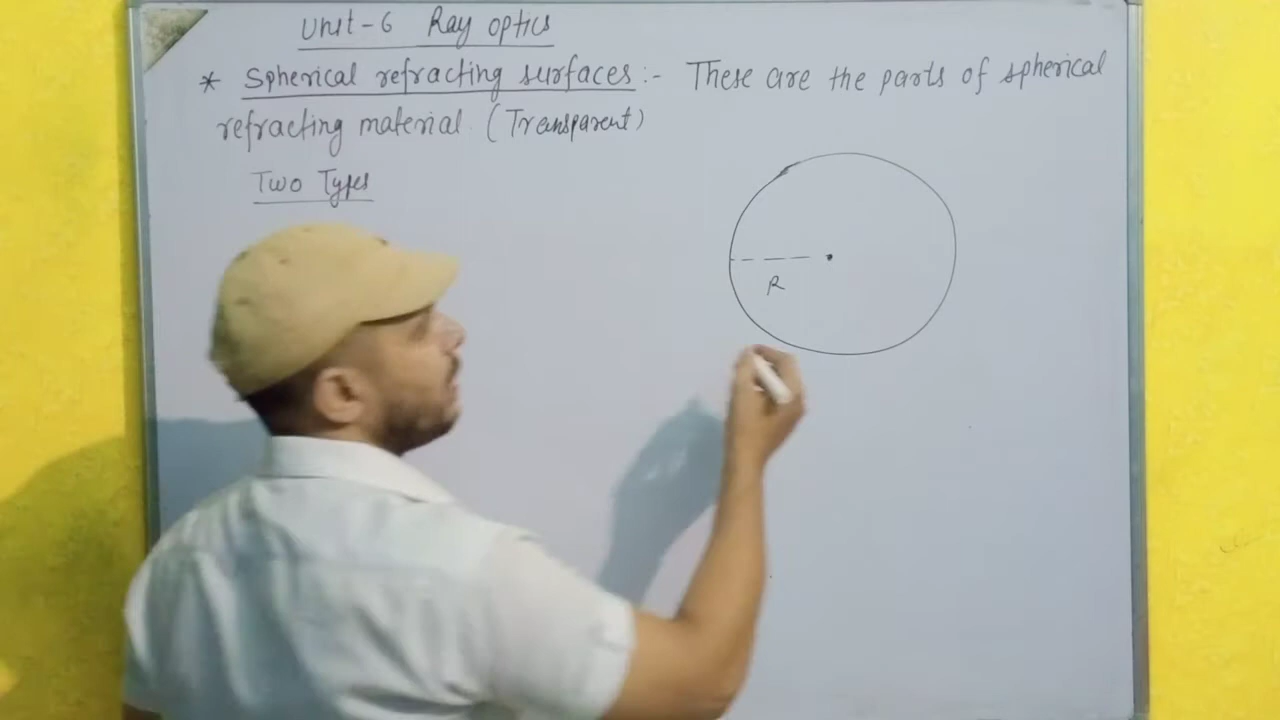 Unit-6 Ray optics
* Spherical refracting surfaces:- These are the parts of spherical
refracting material (Transparent)
Two Types
R